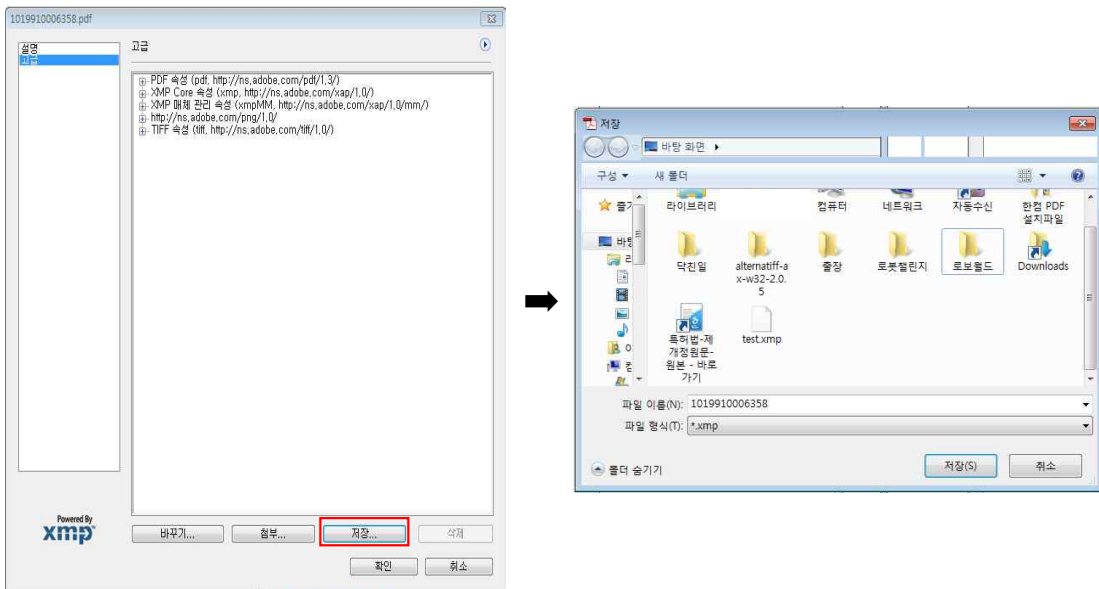 1019910006358.pdf
설명
고급
고급
PDF 속성 (pdf, http://ns.adobe.com/pdf/1.3/)
XMP Core 속성 (xmp, http://ns.adobe.com/xap/1.0/)
XMP 매체 관리 속성 (xmpMM, http://ns.adobe.com/xap/1.0/mm/)
http://ns.adobe.com/png/1.0/
TIFF 속성 (tiff, http://ns.adobe.com/tiff/1.0/)
Powered By
xmp
바꾸기... 첨부... 저장... 삭제
확인 취소
저장
바탕 화면
구성 새 폴더
라이브러리 컴퓨터 네트워크 자동수신 한컴 PDF
설치파일
닥친일 alternatiff-a 출장 로봇챌린지 로보월드 Downloads
x-w32-2.0.
5
특허법-제 test.xmp
개정원문-
원본 - 바로
가기
파일 이름(N): 1019910006358
파일 형식(T): *.xmp
폴더 숨기기 저장(S) 취소